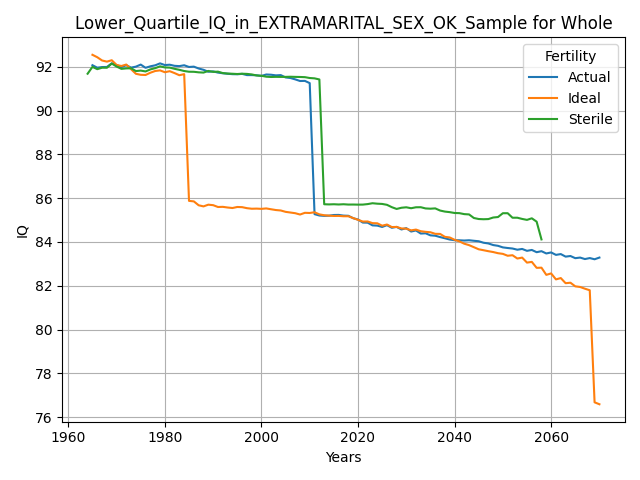 Lower_Quartile_IQ_in_EXTRAMARITAL_SEX_OK_Sample for Whole
Fertility
Actual
Ideal
Sterile
IQ
92
90
88
86
84
82
80
78
76
1960
1980
2000
2020
2040
2060
Years